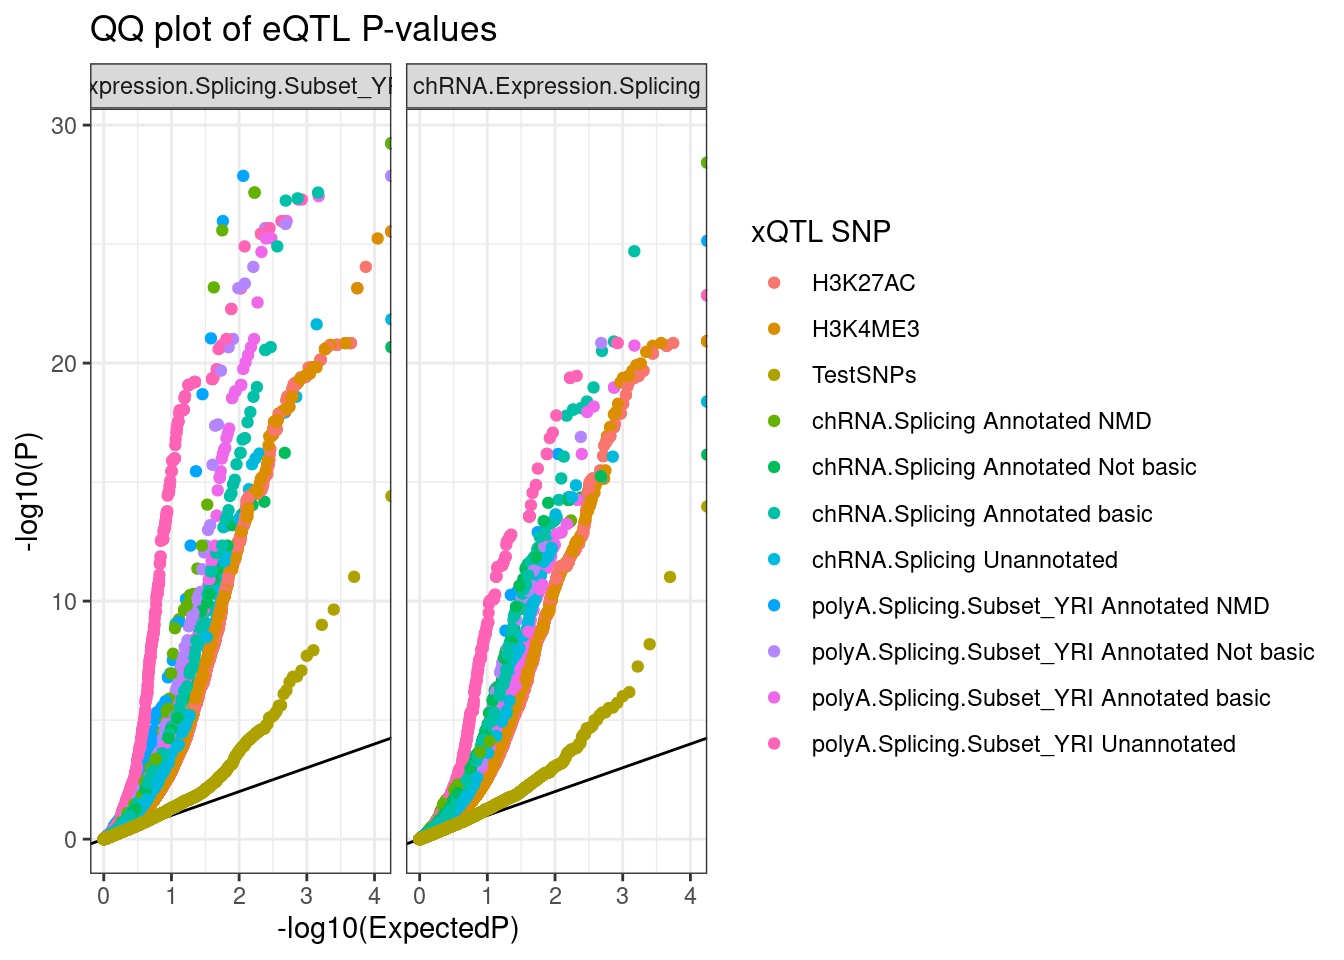 QQ plot of eQTL P-values
xpression.Splicing.Subset_YR
chRNA.Expression.Splicing
30
20
10
0
-log10(P)
0 1 2 3 4
0 1 2 3 4
-log10(ExpectedP)
xQTL SNP
H3K27AC
H3K4ME3
TestSNPs
chRNA.Splicing Annotated NMD
chRNA.Splicing Annotated Not basic
chRNA.Splicing Annotated basic
chRNA.Splicing Unannotated
polyA.Splicing.Subset_YRI Annotated NMD
polyA.Splicing.Subset_YRI Annotated Not basic
polyA.Splicing.Subset_YRI Annotated basic
polyA.Splicing.Subset_YRI Unannotated